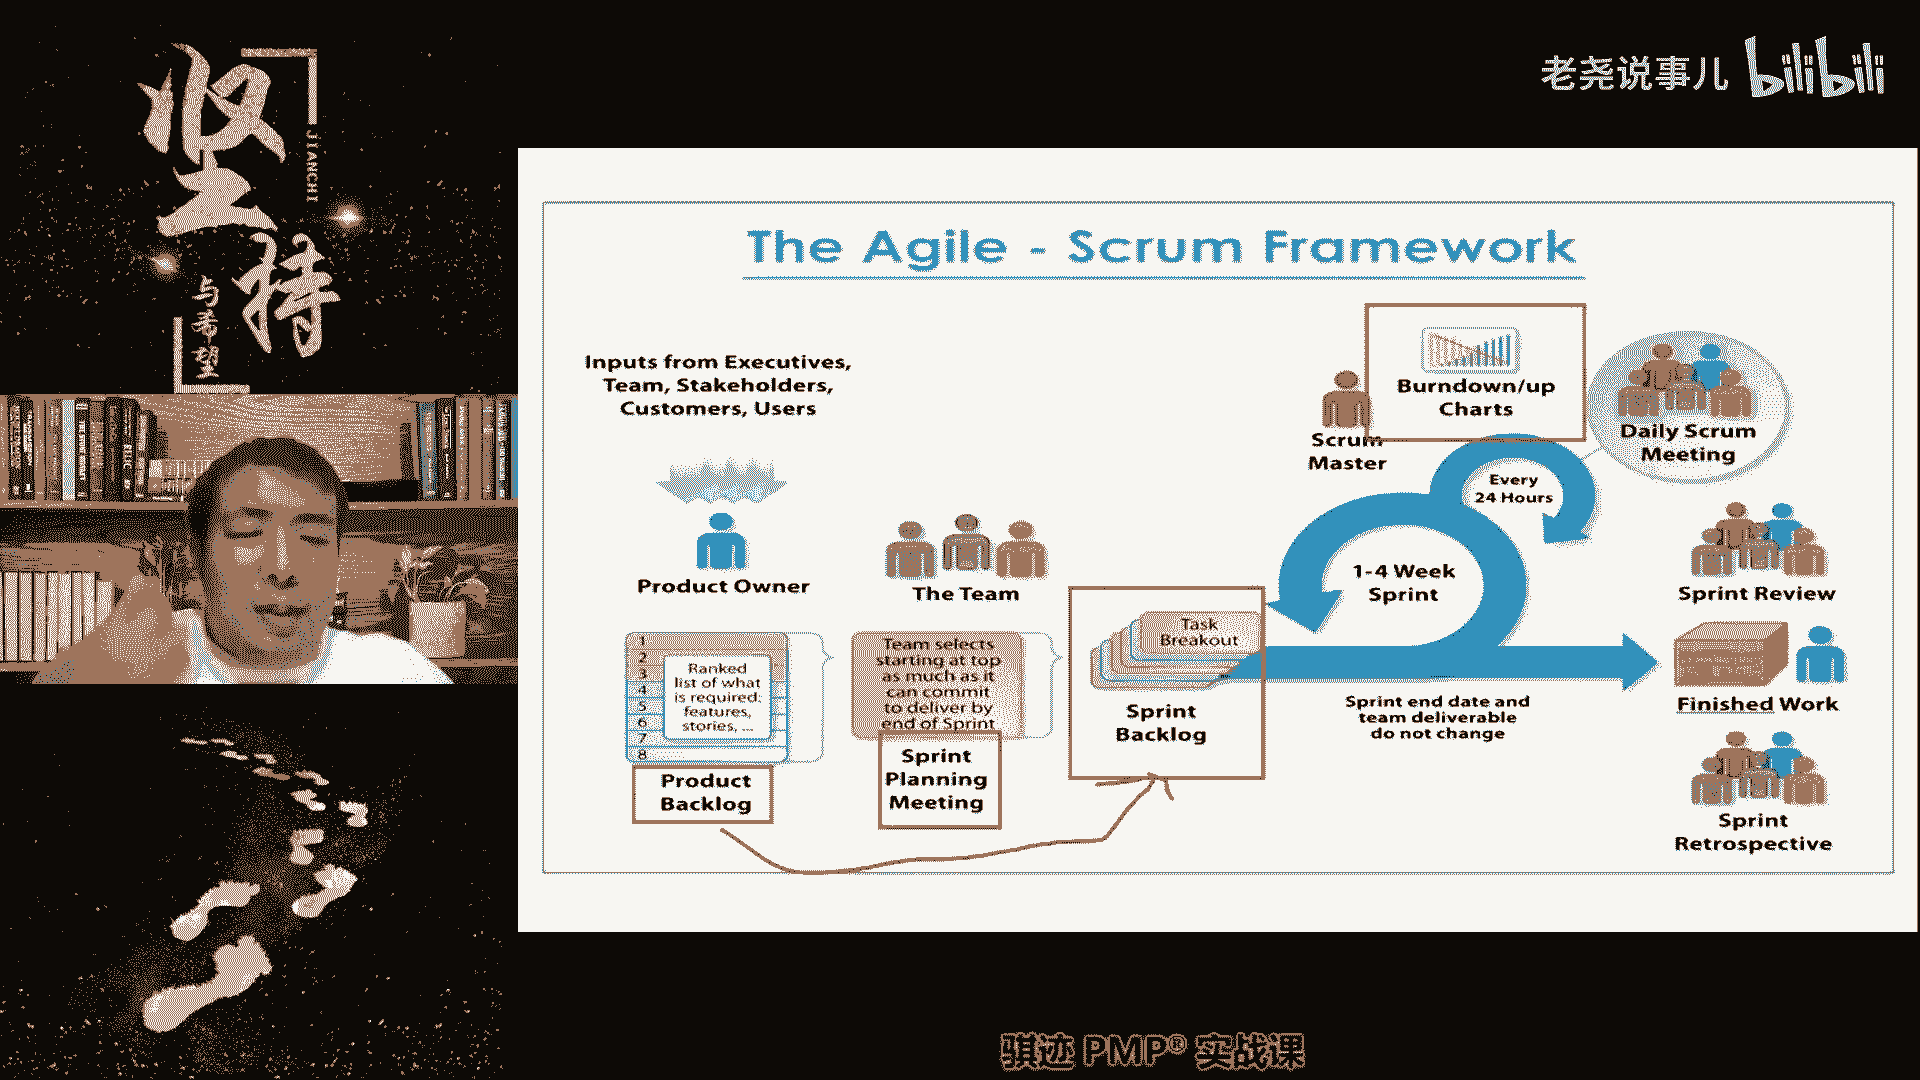 坚持
JIANCHI
与希望
老尧说事儿 bilibili
The Agile - Scrum Framework
Inputs from Executives,
Team, Stakeholders,
Customers, Users
Product Owner
The Team
1
2
3
4
5
6
7
8
Ranked
list of what
is required:
features,
stories, ...
Product
Backlog
Team selects
starting at top
as much as it
can commit
to deliver by
end of Sprint
Sprint
Planning
Meeting
Task
Breakout
Sprint
Backlog
Scrum
Master
Burndown/up
Charts
Every
24 Hours
1-4 Week
Sprint
Sprint end date and
team deliverable
do not change
Daily Scrum
Meeting
Sprint Review
Finished Work
Sprint
Retrospective
骐迹 PMP® 实战课